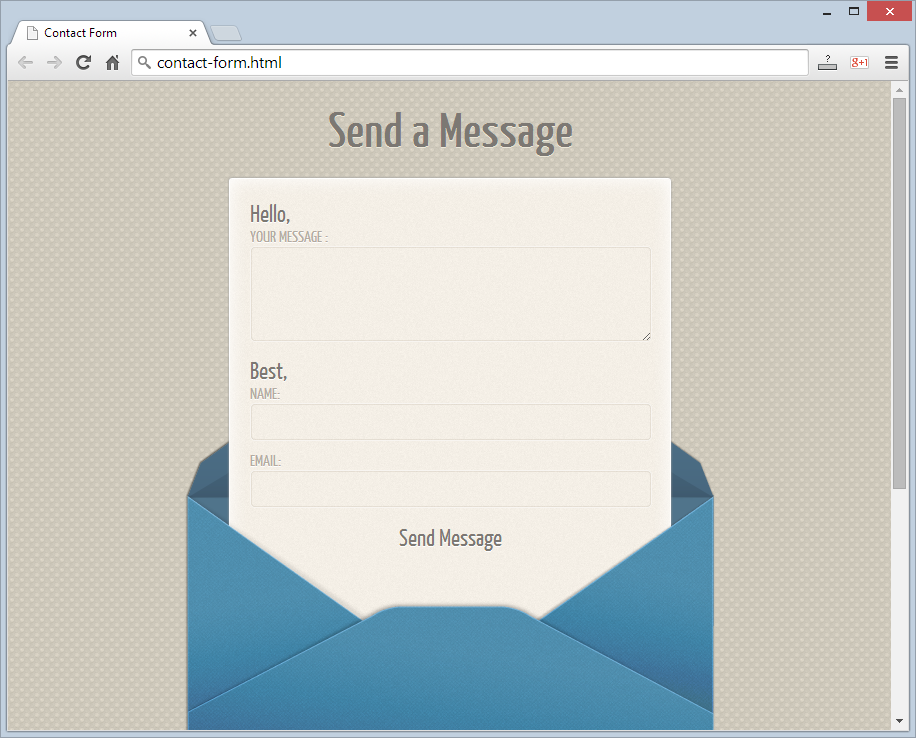 Contact Form
contact-form.html
?
g+1
Send a Message
Hello,
YOUR MESSAGE :
Best,
NAME:
EMAIL:
Send Message